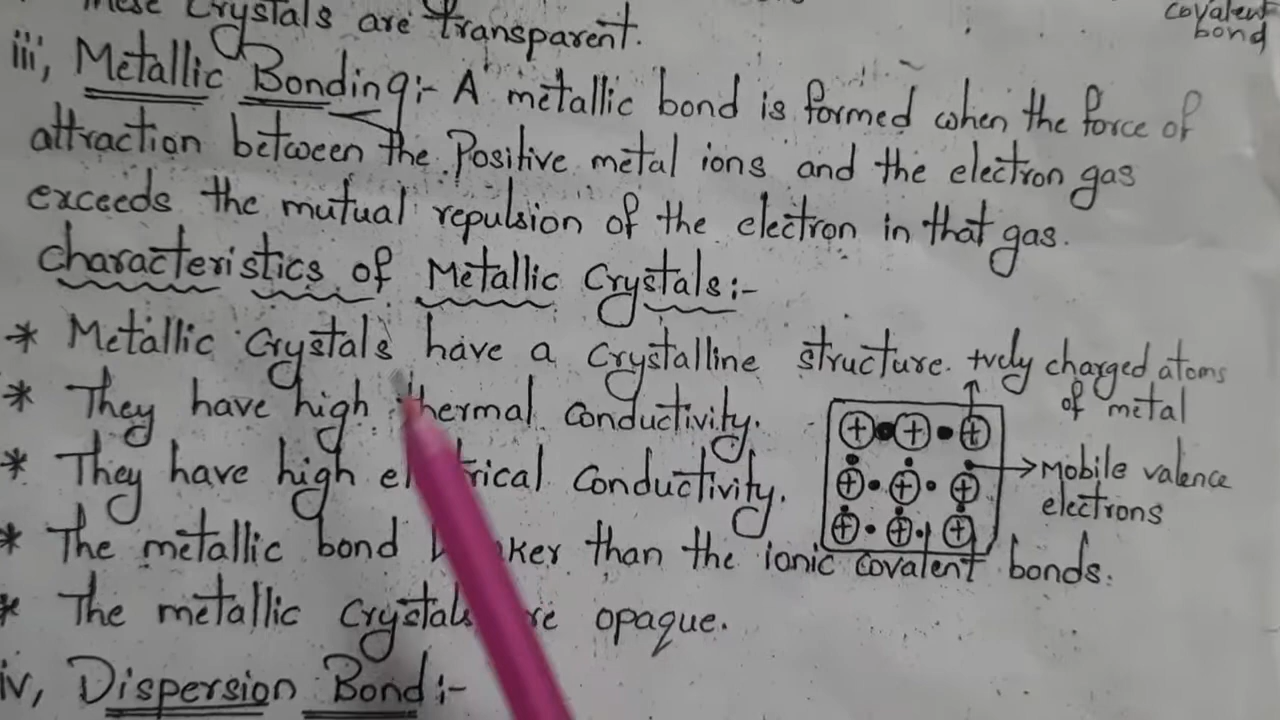 These Crystals are transparent.
covalent
bond
iii, Metallic Bonding:- A metallic bond is formed when the force of
attraction between the Positive metal ions and the electron gas
exceeds the mutual repulsion of the electron in that gas.
characteristics of Metallic Crystals:-
* Metallic Crystals have a crystalline structure.
+vely charged atoms
of metal
* They have high thermal conductivity.
Mobile valence
electrons
* They have high electrical conductivity.
* The metallic bond than the ionic covalent bonds.
* The metallic crystals are opaque.
iv, Dispersion Bond:-